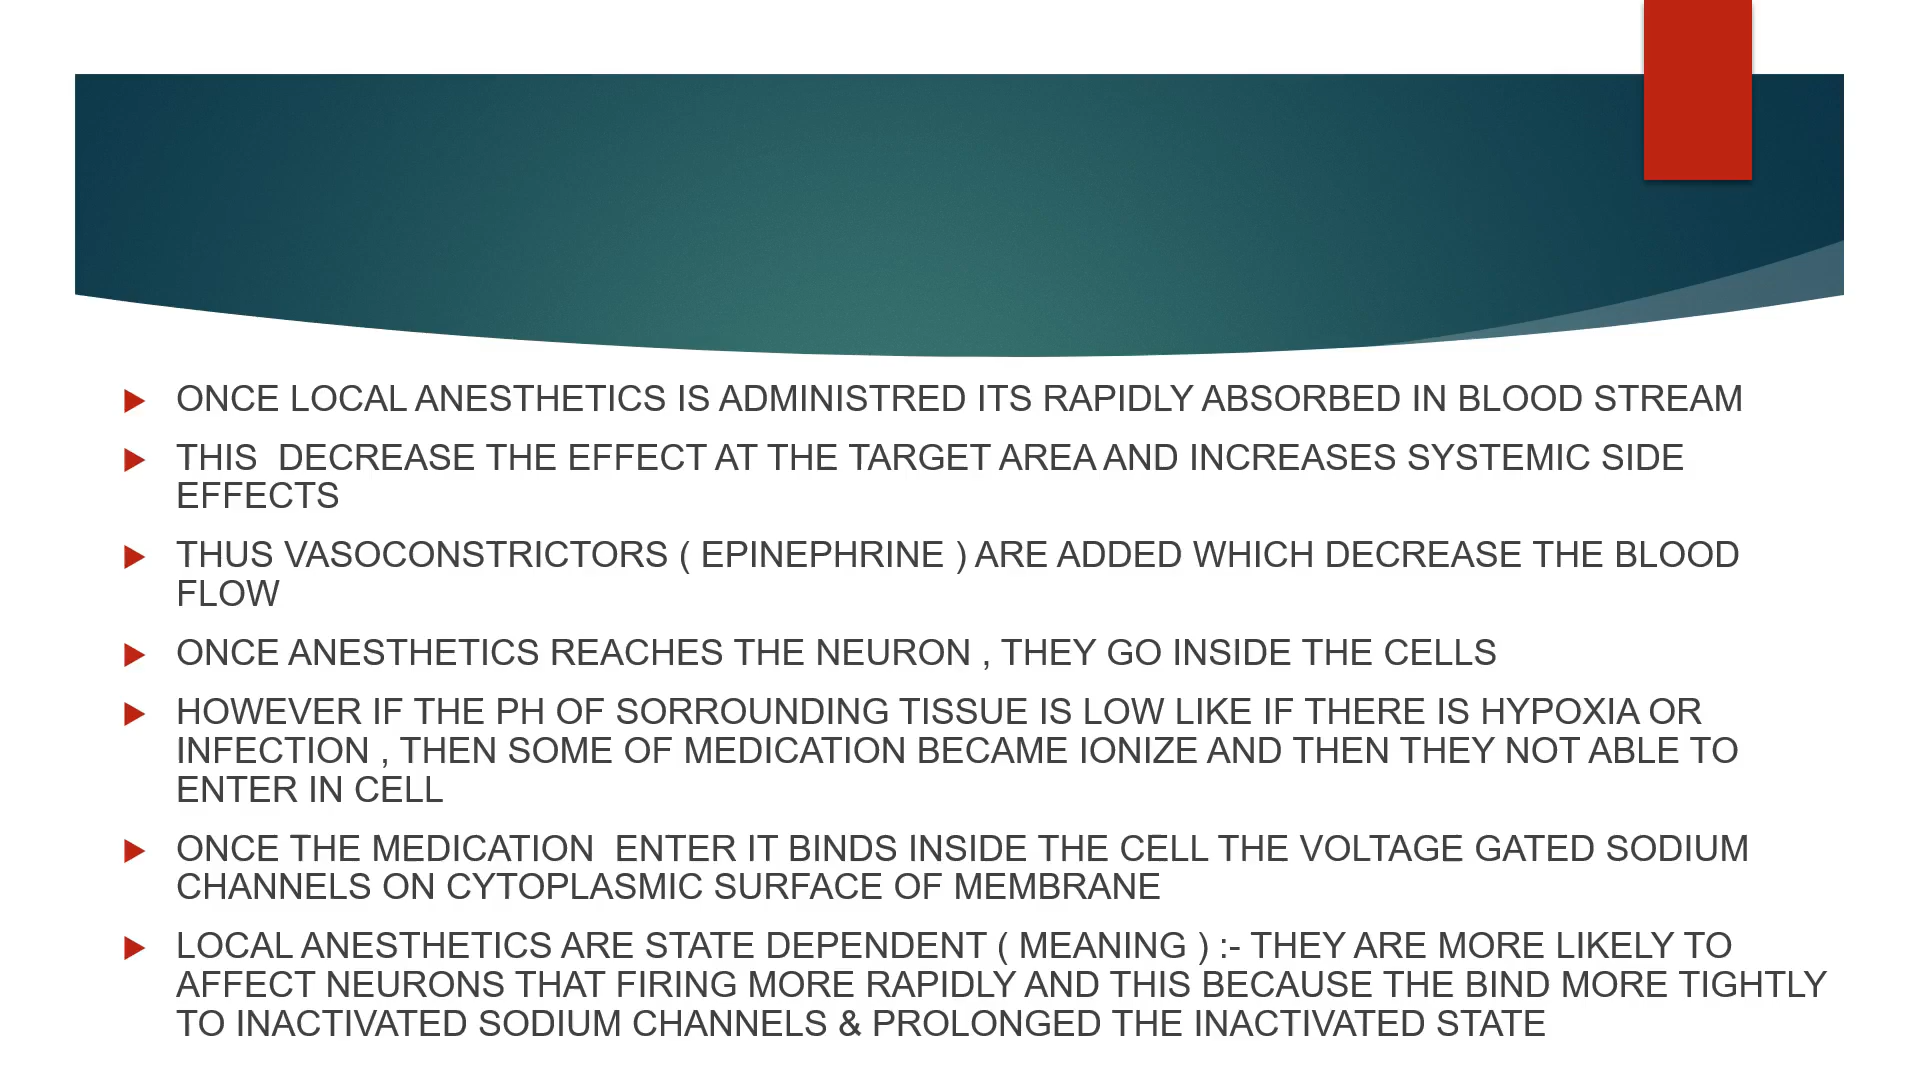 ONCE LOCAL ANESTHETICS IS ADMINISTRED ITS RAPIDLY ABSORBED IN BLOOD STREAM
THIS  DECREASE THE EFFECT AT THE TARGET AREA AND INCREASES SYSTEMIC SIDE
EFFECTS
THUS VASOCONSTRICTORS ( EPINEPHRINE ) ARE ADDED WHICH DECREASE THE BLOOD
FLOW
ONCE ANESTHETICS REACHES THE NEURON , THEY GO INSIDE THE CELLS
HOWEVER IF THE PH OF SORROUNDING TISSUE IS LOW LIKE IF THERE IS HYPOXIA OR
INFECTION , THEN SOME OF MEDICATION BECAME IONIZE AND THEN THEY NOT ABLE TO
ENTER IN CELL
ONCE THE MEDICATION  ENTER IT BINDS INSIDE THE CELL THE VOLTAGE GATED SODIUM
CHANNELS ON CYTOPLASMIC SURFACE OF MEMBRANE
LOCAL ANESTHETICS ARE STATE DEPENDENT ( MEANING ) :- THEY ARE MORE LIKELY TO
AFFECT NEURONS THAT FIRING MORE RAPIDLY AND THIS BECAUSE THE BIND MORE TIGHTLY
TO INACTIVATED SODIUM CHANNELS & PROLONGED THE INACTIVATED STATE